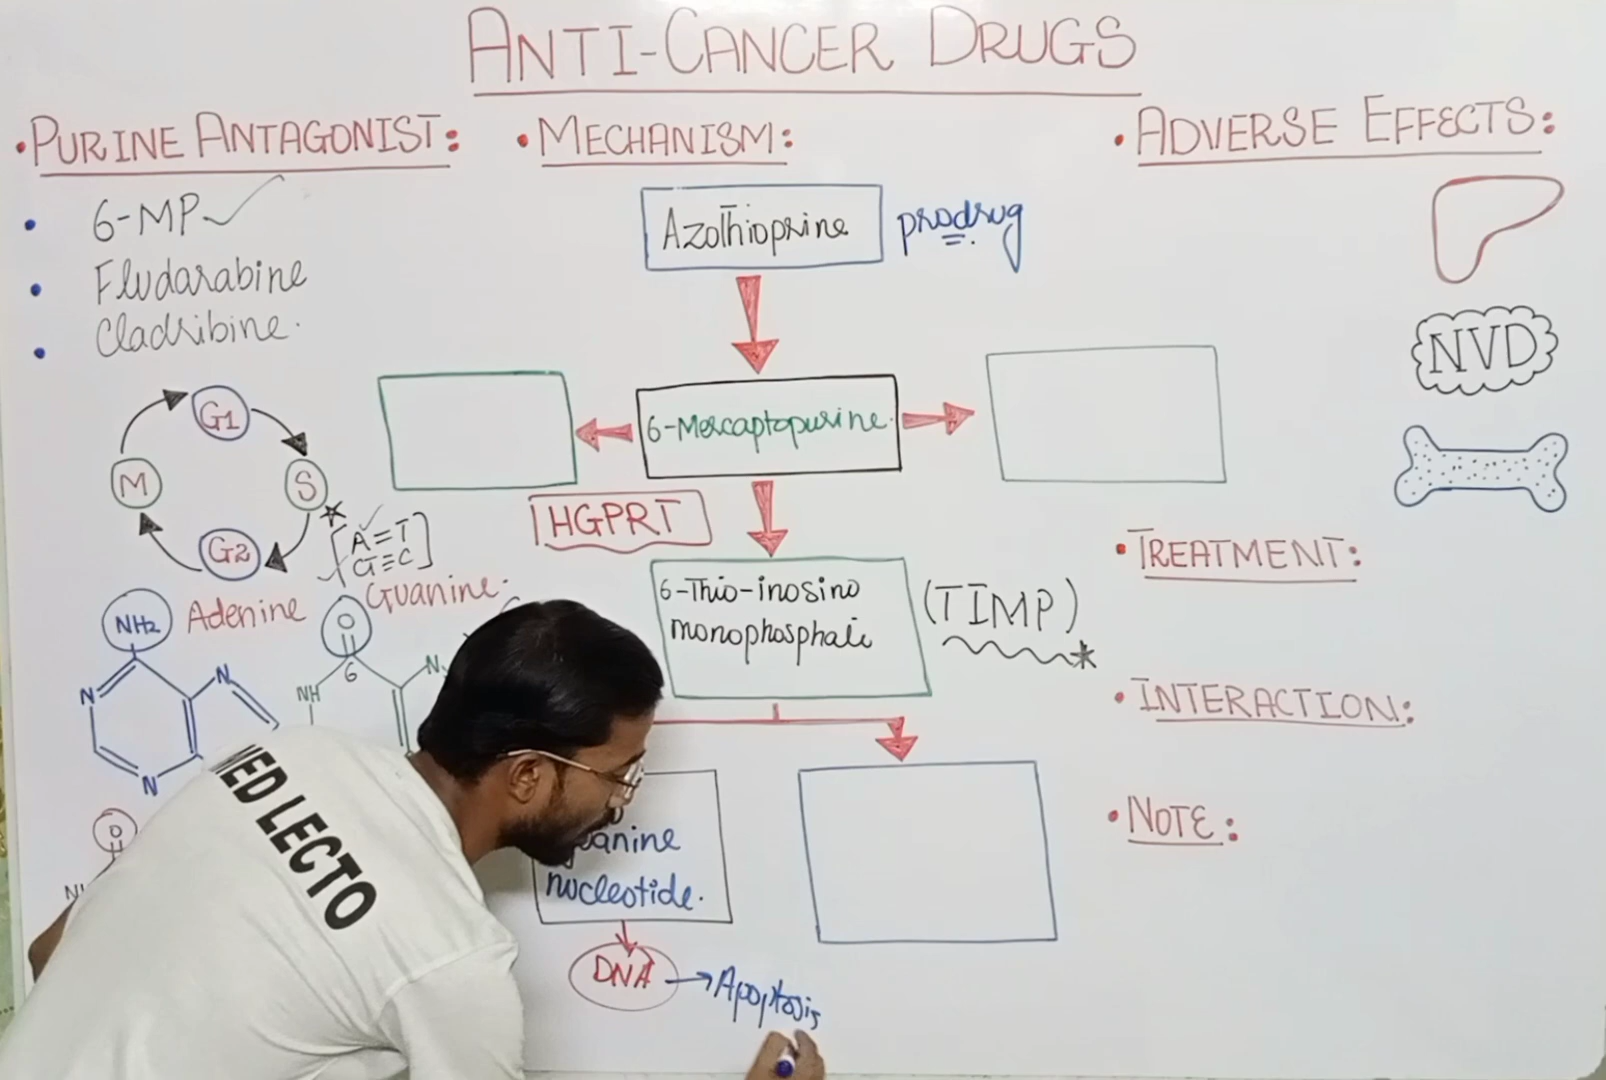 ANTI-CANCER DRUGS
• PURINE ANTAGONIST:
• 6-MP
• Fludarabine
• Cladribine.
G1
S
G2
M
A=T
G≡C
Adenine
NH2
N
N
N
Guanine
O
6
NH
N
O
• MECHANISM:
Azothioprine
prodrug
6-Mercaptopurine.
HGPRT
6-Thio-inosino
monophosphate
(TIMP)
nucleotide.
DNA → Apoptosis
• ADVERSE EFFECTS:
NVD
• TREATMENT:
• INTERACTION:
• NOTE:
MED LECTO